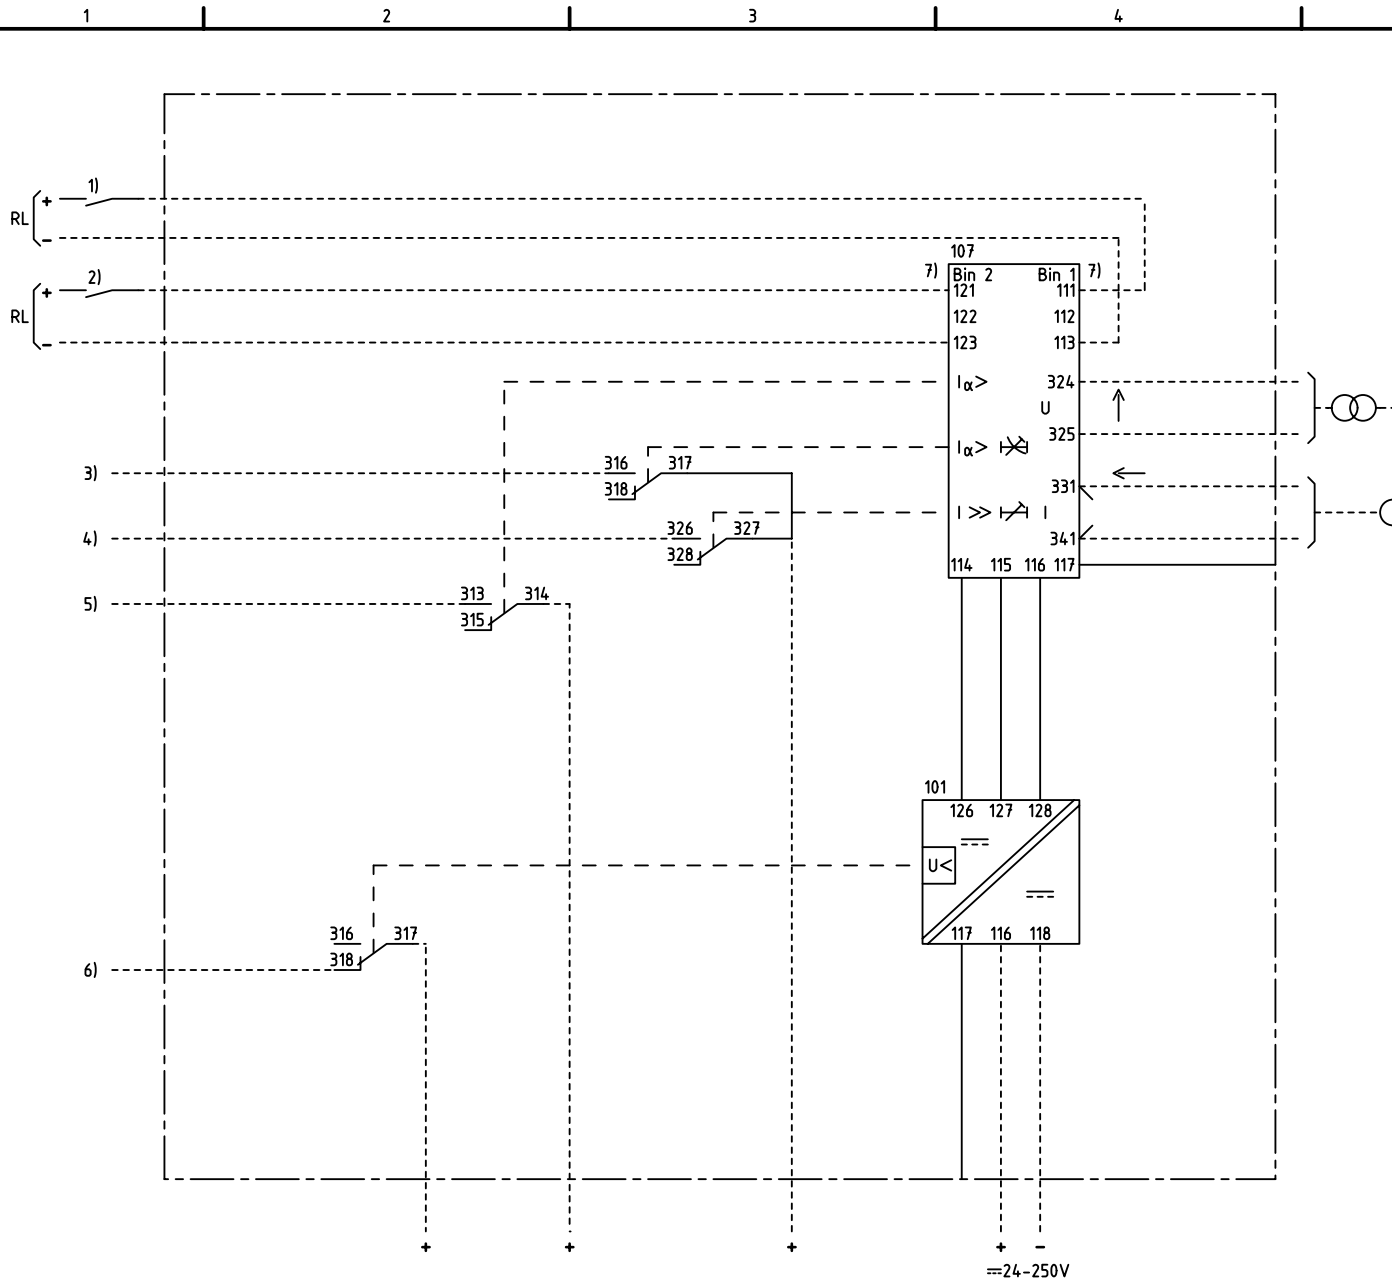 1 2 3 4
1)
RL + -
2)
RL + -
107
7) Bin 2 Bin 1 7)
121 111
122 112
123 113
Iα> 324
U
325
Iα>
3) 316 317
318
331
I >> I
4) 326 327
328
341
114 115 116 117
5) 313 314
315
101
126 127 128
U<
117 116 118
316 317
6) 318
+ + + + -
24-250V